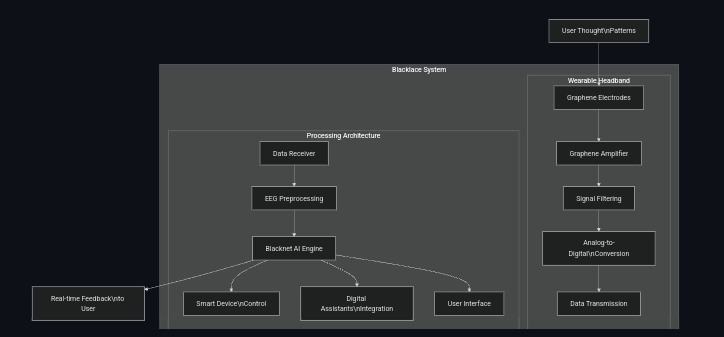 User Thought\nPatterns
Blacklace System
Wearable Headband
Graphene Electrodes
Graphene Amplifier
Signal Filtering
Analog-to-
Digital\nConversion
Data Transmission
Processing Architecture
Data Receiver
EEG Preprocessing
Blacknet AI Engine
Real-time Feedback\nto
User
Smart Device\nControl
Digital
Assistants\nIntegration
User Interface